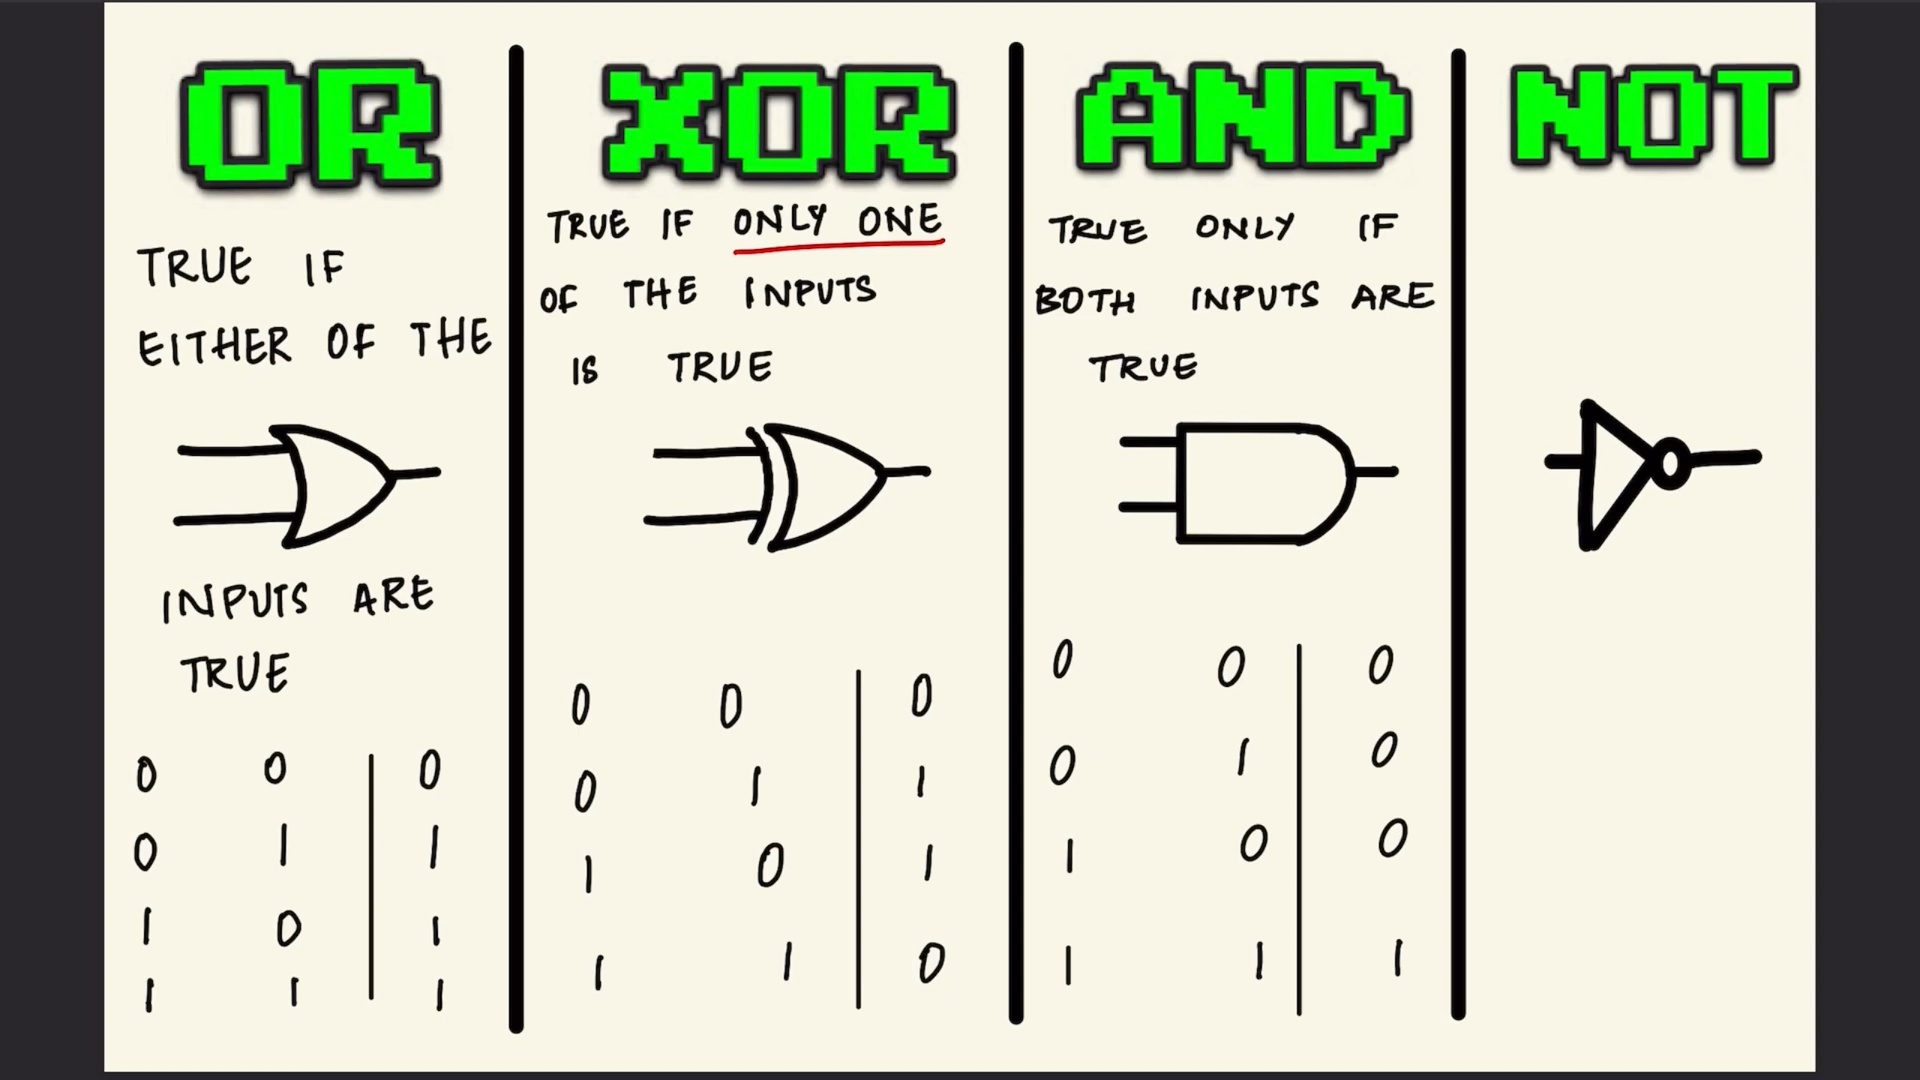 OR
TRUE IF
EITHER OF THE
INPUTS ARE
TRUE
0 0 0
0 1 1
1 0 1
1 1 1
XOR
TRUE IF ONLY ONE
OF THE INPUTS
IS TRUE
0 0 0
0 1 1
1 0 1
1 1 0
AND
TRUE ONLY IF
BOTH INPUTS ARE
TRUE
0 0 0
0 1 0
1 0 0
1 1 1
NOT